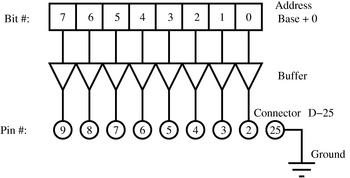 Address
Bit #: 7 6 5 4 3 2 1 0 Base + 0
Buffer
Connector D-25
Pin #: 9 8 7 6 5 4 3 2 25
Ground